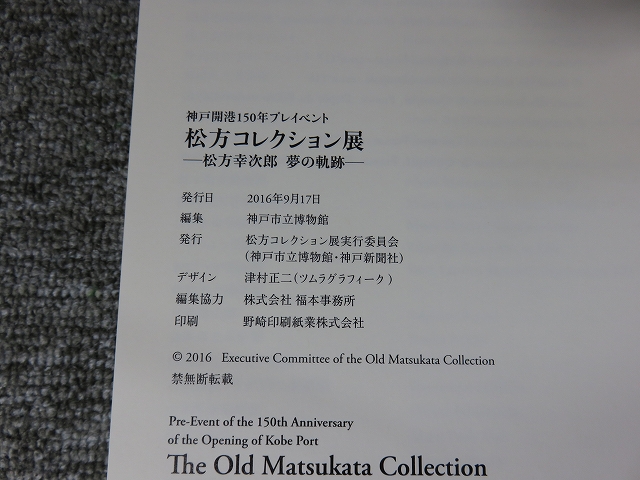 神戸開港150年プレイベント
松方コレクション展
―松方幸次郎 夢の軌跡―
発行日 2016年9月17日
編集 神戸市立博物館
発行 松方コレクション展実行委員会
(神戸市立博物館・神戸新聞社)
デザイン 津村正二(ツムラグラフィーク)
編集協力 株式会社 福本事務所
印刷 野崎印刷紙業株式会社
© 2016 Executive Committee of the Old Matsukata Collection
禁無断転載
Pre-Event of the 150th Anniversary
of the Opening of Kobe Port
The Old Matsukata Collection